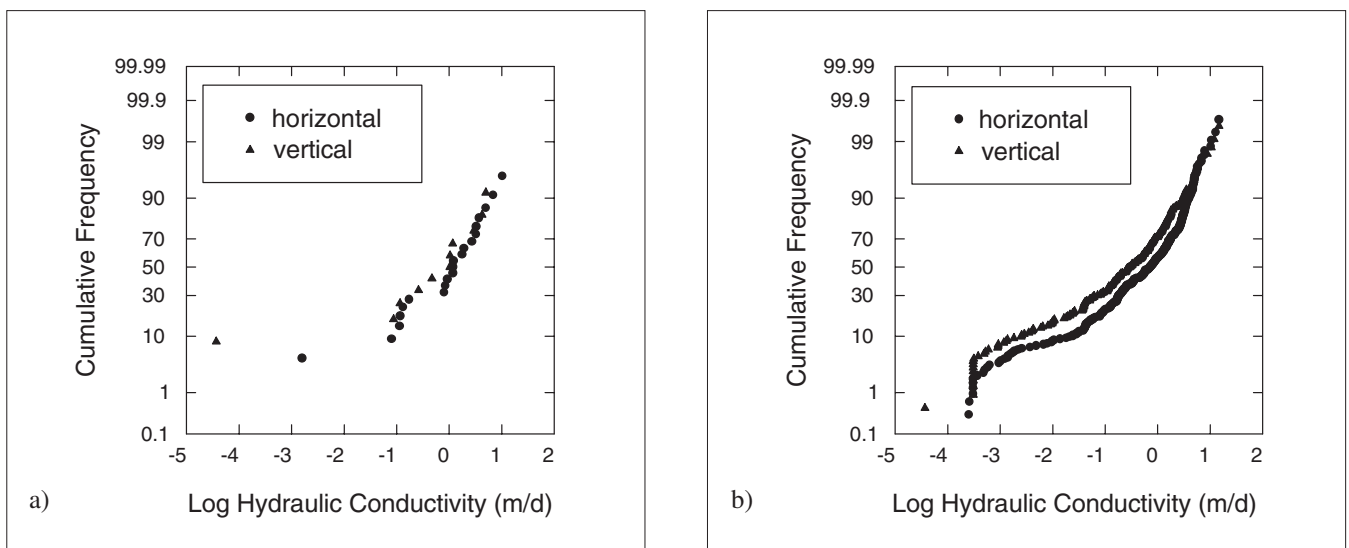 99.99
99.9
99
90
70
50
30
10
1
0.1
Cumulative Frequency
horizontal
vertical
-5 -4 -3 -2 -1 0 1 2
Log Hydraulic Conductivity (m/d)
a)
99.99
99.9
99
90
70
50
30
10
1
0.1
Cumulative Frequency
horizontal
vertical
-5 -4 -3 -2 -1 0 1 2
Log Hydraulic Conductivity (m/d)
b)